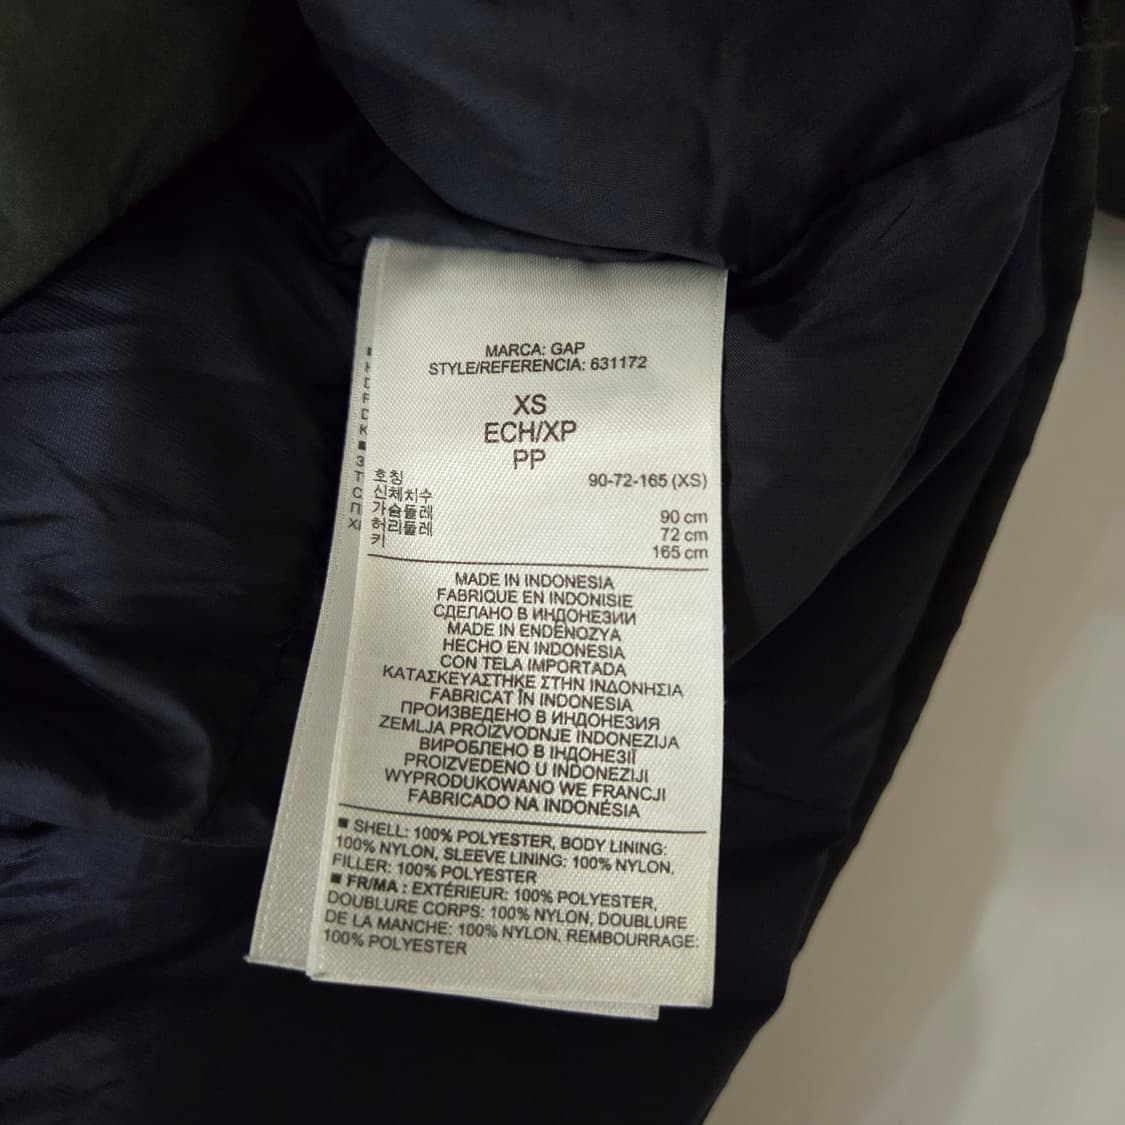 MARCA: GAP
STYLE/REFERENCIA: 631172
XS
ECH/XP
PP
호칭 90-72-165 (XS)
신체치수
가슴둘레 90 cm
허리둘레 72 cm
키 165 cm
MADE IN INDONESIA
FABRIQUE EN INDONISIE
СДЕЛАНО В ИНДОНЕЗИИ
MADE IN ENDENOZYA
HECHO EN INDONESIA
CON TELA IMPORTADA
ΚΑΤΑΣΚΕΥΑΣΤΗΚΕ ΣΤΗΝ ΙΝΔΟΝΗΣΙΑ
FABRICAT ÎN INDONESIA
ПРОИЗВЕДЕНО В ИНДОНЕЗИЯ
ZEMLJA PROIZVODNJE INDONEZIJA
ВИРОБЛЕНО В ІНДОНЕЗІЇ
PROIZVEDENO U INDONEZIJI
WYPRODUKOWANO WE FRANCJI
FABRICADO NA INDONÉSIA
■ SHELL: 100% POLYESTER, BODY LINING:
100% NYLON, SLEEVE LINING: 100% NYLON,
FILLER: 100% POLYESTER
■ FR/MA : EXTÉRIEUR: 100% POLYESTER,
DOUBLURE CORPS: 100% NYLON, DOUBLURE
DE LA MANCHE: 100% NYLON, REMBOURRAGE:
100% POLYESTER